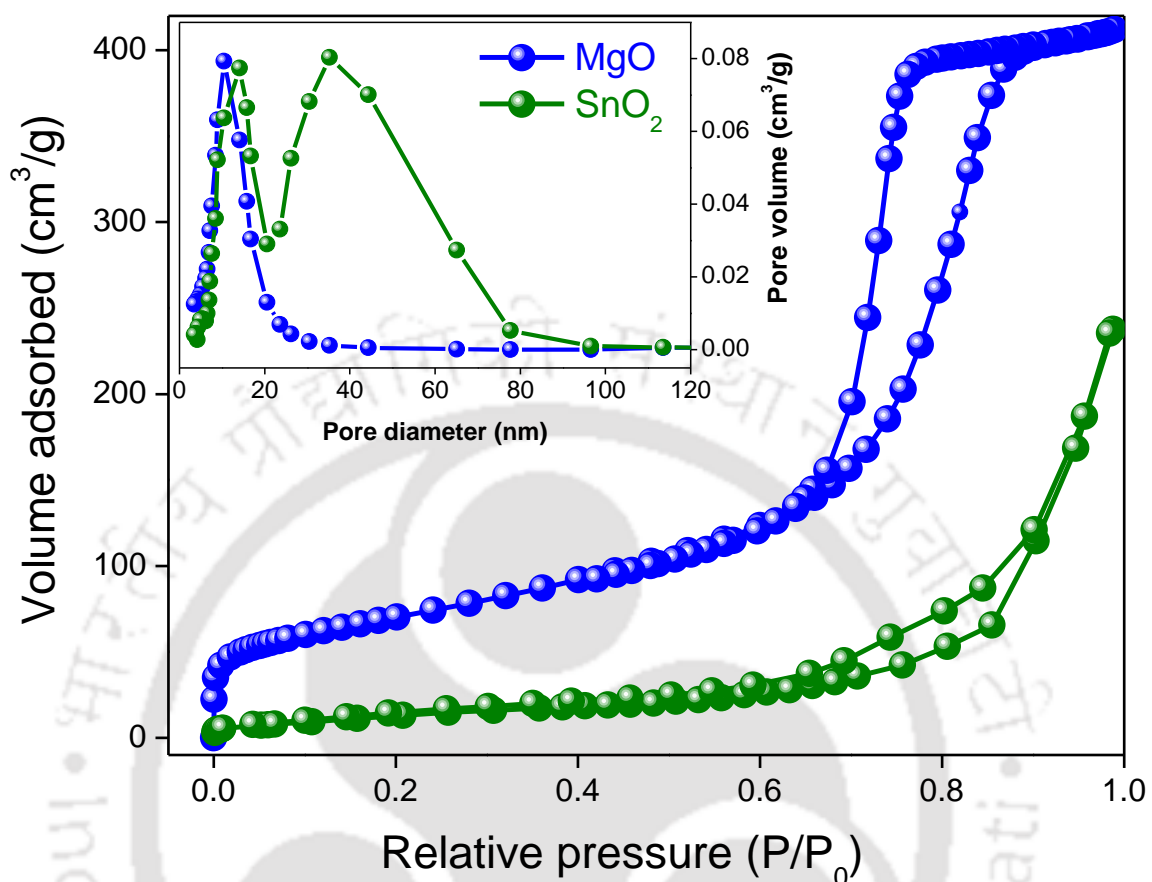 MgO
SnO₂
0.08
0.06
0.04
0.02
0.00
Pore volume (cm³/g)
0 20 40 60 80 100 120
Pore diameter (nm)
400
300
200
100
0
Volume adsorbed (cm³/g)
0.0 0.2 0.4 0.6 0.8 1.0
Relative pressure (P/P₀)